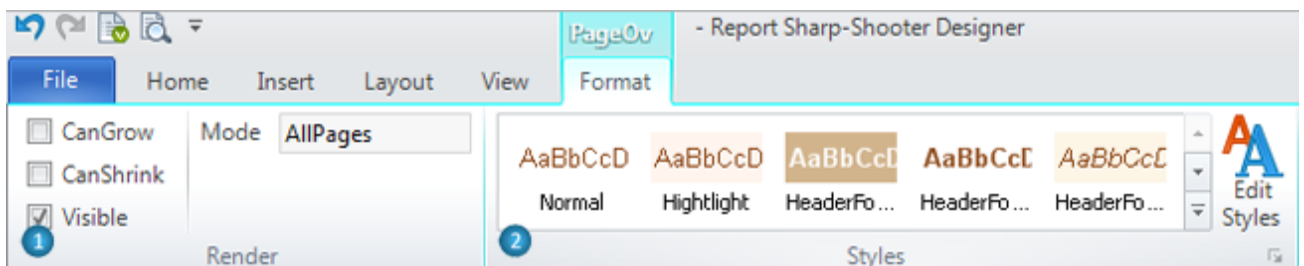 PageOv - Report Sharp-Shooter Designer
File Home Insert Layout View Format
CanGrow Mode AllPages
CanShrink
Visible
AaBbCcD AaBbCcD AaBbCcD AaBbCcD AaBbCcD
Normal Hightlight HeaderFo... HeaderFo... HeaderFo...
Edit
Styles
1 Render 2 Styles